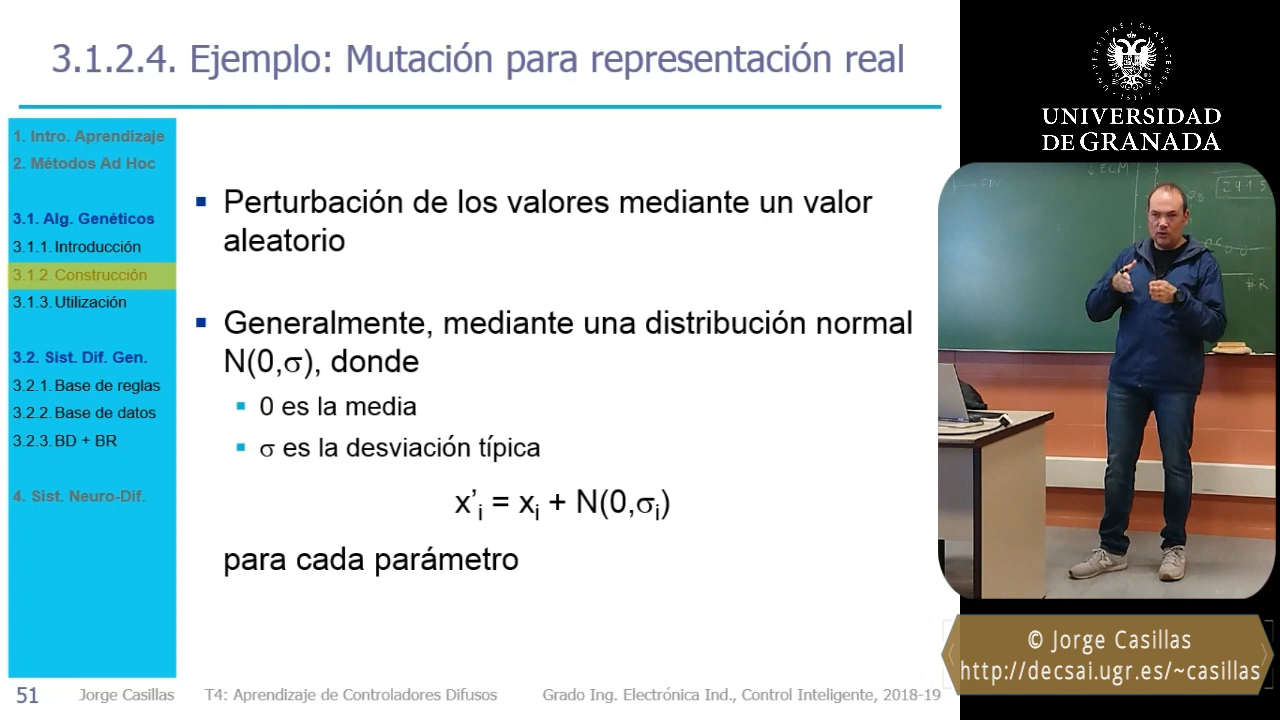 3.1.2.4. Ejemplo: Mutación para representación real
1. Intro. Aprendizaje
2. Métodos Ad Hoc
3.1. Alg. Genéticos
3.1.1. Introducción
3.1.2. Construcción
3.1.3. Utilización
3.2. Sist. Dif. Gen.
3.2.1. Base de reglas
3.2.2. Base de datos
3.2.3. BD + BR
4. Sist. Neuro-Dif.
▪ Perturbación de los valores mediante un valor
aleatorio
▪ Generalmente, mediante una distribución normal
N(0,σ), donde
▪ 0 es la media
▪ σ es la desviación típica
x'ᵢ = xᵢ + N(0,σᵢ)
para cada parámetro
51 Jorge Casillas T4: Aprendizaje de Controladores Difusos Grado Ing. Electrónica Ind., Control Inteligente, 2018-19
UNIVERSIDAD
DE GRANADA
↓ ECM
#R
© Jorge Casillas
http://decsai.ugr.es/~casillas